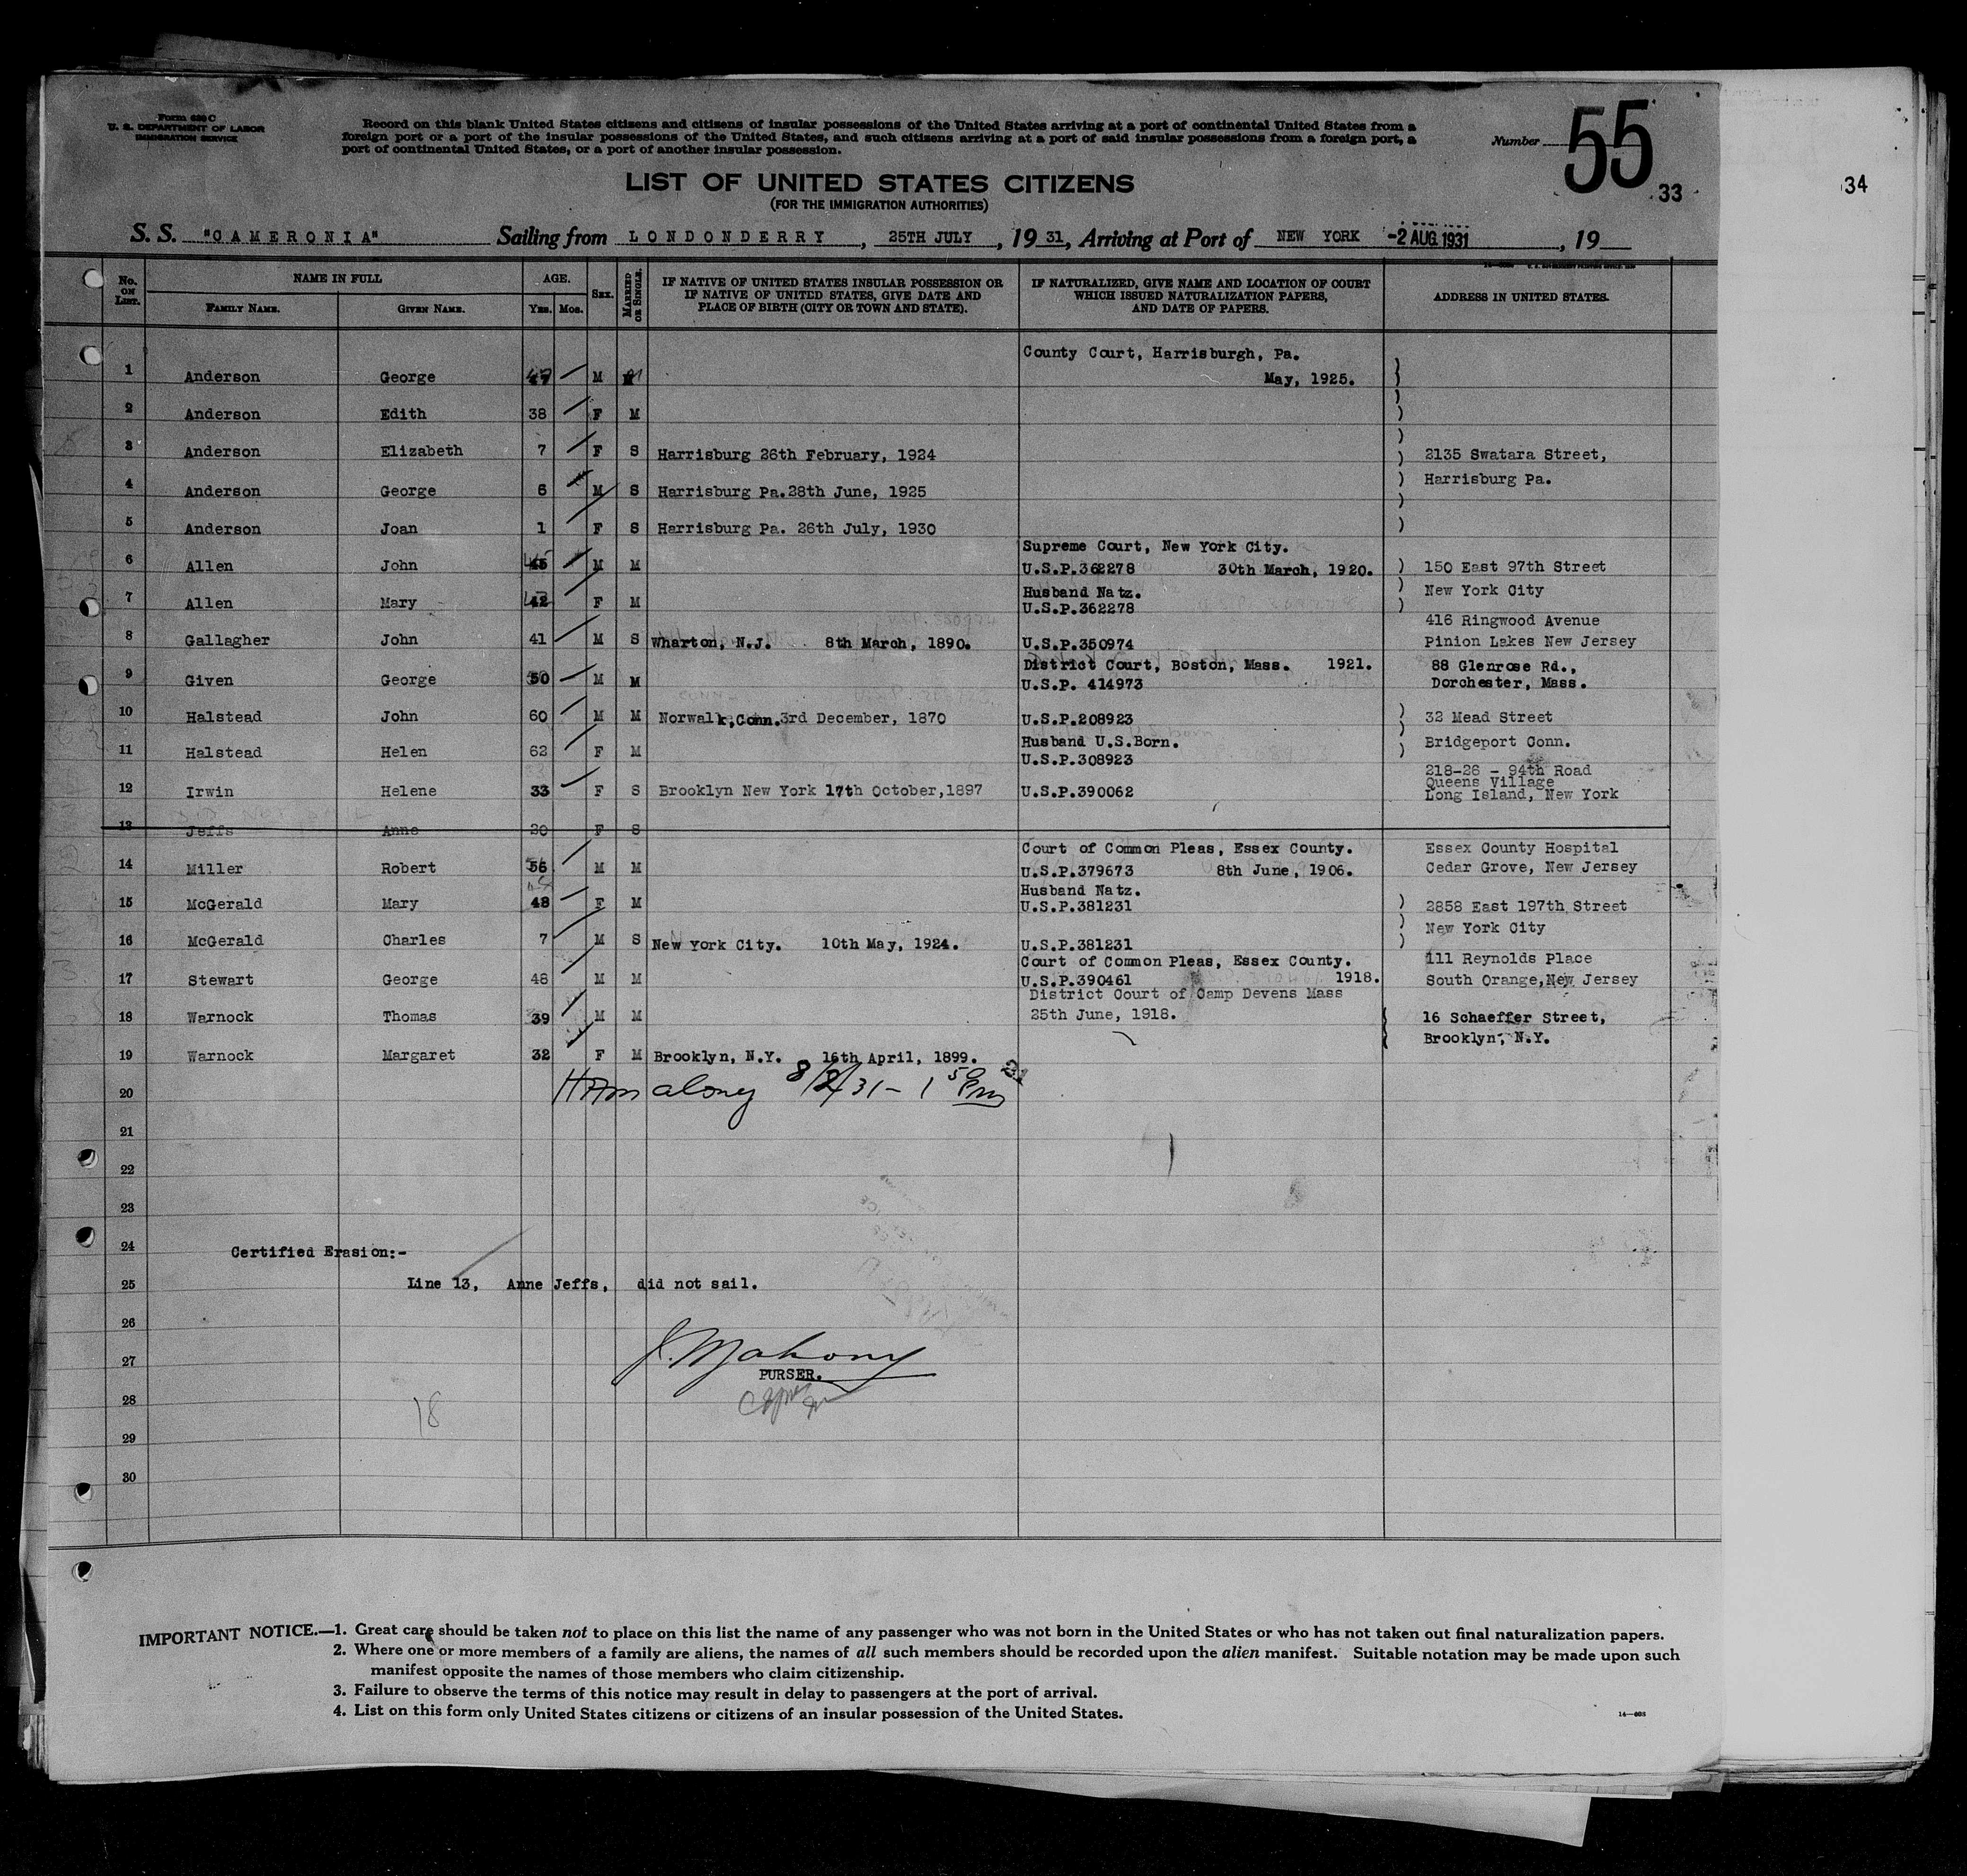 Form 630 C
U. S. DEPARTMENT OF LABOR
IMMIGRATION SERVICE
Record on this blank United States citizens and citizens of insular possessions of the United States arriving at a port of continental United States from a
foreign port or a port of the insular possessions of the United States, and such citizens arriving at a port of said insular possessions from a foreign port, a
port of continental United States, or a port of another insular possession.
Number 55
33
34
LIST OF UNITED STATES CITIZENS
(FOR THE IMMIGRATION AUTHORITIES)
S. S. "CAMERONIA" Sailing from LONDONDERRY, 25TH JULY, 1931, Arriving at Port of NEW YORK -2 AUG 1931, 19
No. ON LIST. NAME IN FULL AGE. SEX. MARRIED OR SINGLE. IF NATIVE OF UNITED STATES INSULAR POSSESSION OR IF NATIVE OF UNITED STATES, GIVE DATE AND PLACE OF BIRTH (CITY OR TOWN AND STATE). IF NATURALIZED, GIVE NAME AND LOCATION OF COURT WHICH ISSUED NATURALIZATION PAPERS, AND DATE OF PAPERS. ADDRESS IN UNITED STATES.
FAMILY NAME. GIVEN NAME. YRS. MOS.
County Court, Harrisburgh, Pa.
1 Anderson George 47 M M May, 1925.
2 Anderson Edith 38 F M
3 Anderson Elizabeth 7 F S Harrisburg 26th February, 1924 2135 Swatara Street,
Harrisburg Pa.
4 Anderson George 6 M S Harrisburg Pa. 28th June, 1925
5 Anderson Joan 1 F S Harrisburg Pa. 26th July, 1930
Supreme Court, New York City.
6 Allen John 45 M M U.S.P.362278 30th March, 1920. 150 East 97th Street
Husband Natz. New York City
7 Allen Mary 42 F M U.S.P.362278
416 Ringwood Avenue
8 Gallagher John 41 M S Wharton, N.J. 8th March, 1890. U.S.P.350974 Pinion Lakes New Jersey
District Court, Boston, Mass. 1921. 88 Glenrose Rd.,
9 Given George 50 M M U.S.P. 414973 Dorchester, Mass.
10 Halstead John 60 M M Norwalk, Conn. 3rd December, 1870 U.S.P.208923 32 Mead Street
Husband U.S.Born. Bridgeport Conn.
11 Halstead Helen 62 F M U.S.P.308923
218-26 - 94th Road
Queens Village
12 Irwin Helene 33 F S Brooklyn New York 17th October,1897 U.S.P.390062 Long Island, New York
13 Jeffs Anne 20 F S
Court of Common Pleas, Essex County. Essex County Hospital
14 Miller Robert 56 M M U.S.P.379673 8th June, 1906. Cedar Grove, New Jersey
Husband Natz.
15 McGerald Mary 48 F M U.S.P.381231 2858 East 197th Street
New York City
16 McGerald Charles 7 M S New York City. 10th May, 1924. U.S.P.381231
Court of Common Pleas, Essex County. 111 Reynolds Place
17 Stewart George 48 M M U.S.P.390461 1918. South Orange, New Jersey
District Court of Camp Devens Mass
18 Warnock Thomas 39 M M 25th June, 1918. 16 Schaeffer Street,
Brooklyn, N.Y.
19 Warnock Margaret 32 F M Brooklyn, N.Y. 16th April, 1899.
8/2/31 - 1 50 Pm
20
21
22
23
24 Certified Erasion:-
25 Line 13, Anne Jeffs, did not sail.
26
27 J. Mahony
PURSER.
28 18
29
30
IMPORTANT NOTICE.—1. Great care should be taken not to place on this list the name of any passenger who was not born in the United States or who has not taken out final naturalization papers.
2. Where one or more members of a family are aliens, the names of all such members should be recorded upon the alien manifest. Suitable notation may be made upon such
manifest opposite the names of those members who claim citizenship.
3. Failure to observe the terms of this notice may result in delay to passengers at the port of arrival.
4. List on this form only United States citizens or citizens of an insular possession of the United States.